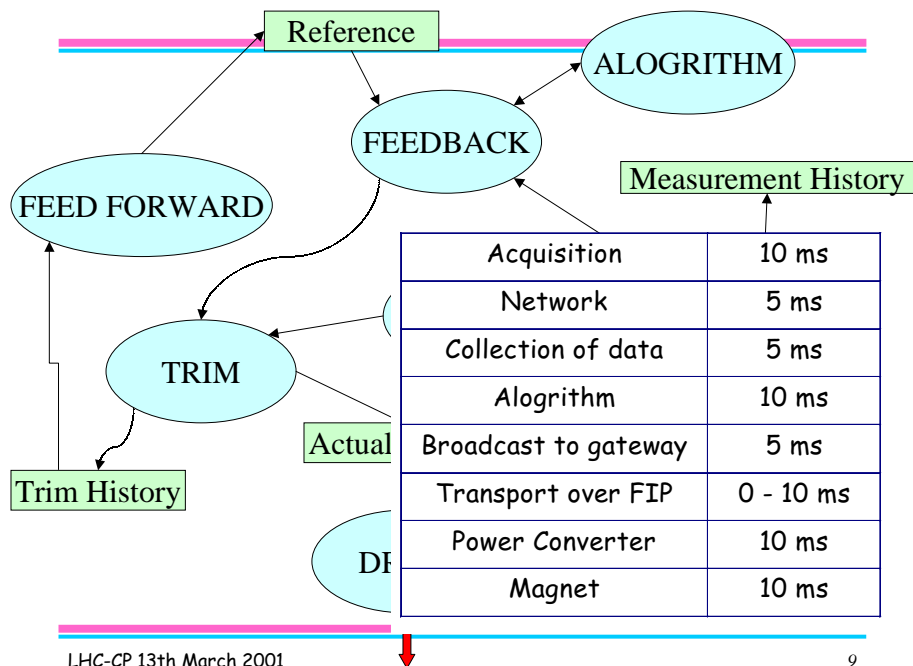 Reference
ALOGRITHM
FEEDBACK
Measurement History
FEED FORWARD
Acquisition 10 ms
Network 5 ms
Collection of data 5 ms
Alogrithm 10 ms
Broadcast to gateway 5 ms
Transport over FIP 0 - 10 ms
Power Converter 10 ms
Magnet 10 ms
TRIM
Actual
Trim History
DR
LHC-CP 13th March 2001
9